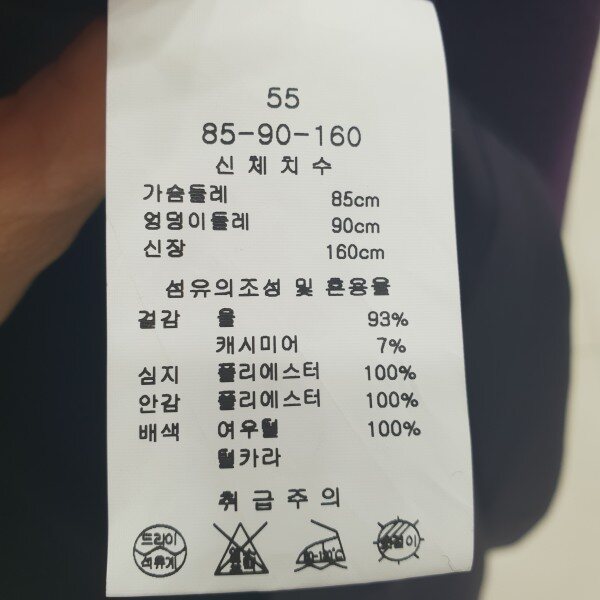 55
85-90-160
신체치수
가슴둘레 85cm
엉덩이둘레 90cm
신장 160cm
섬유의조성 및 혼용율
겉감 울 93%
캐시미어 7%
심지 폴리에스터 100%
안감 폴리에스터 100%
배색 여우털 100%
털카라
취급주의
드라이
석유계